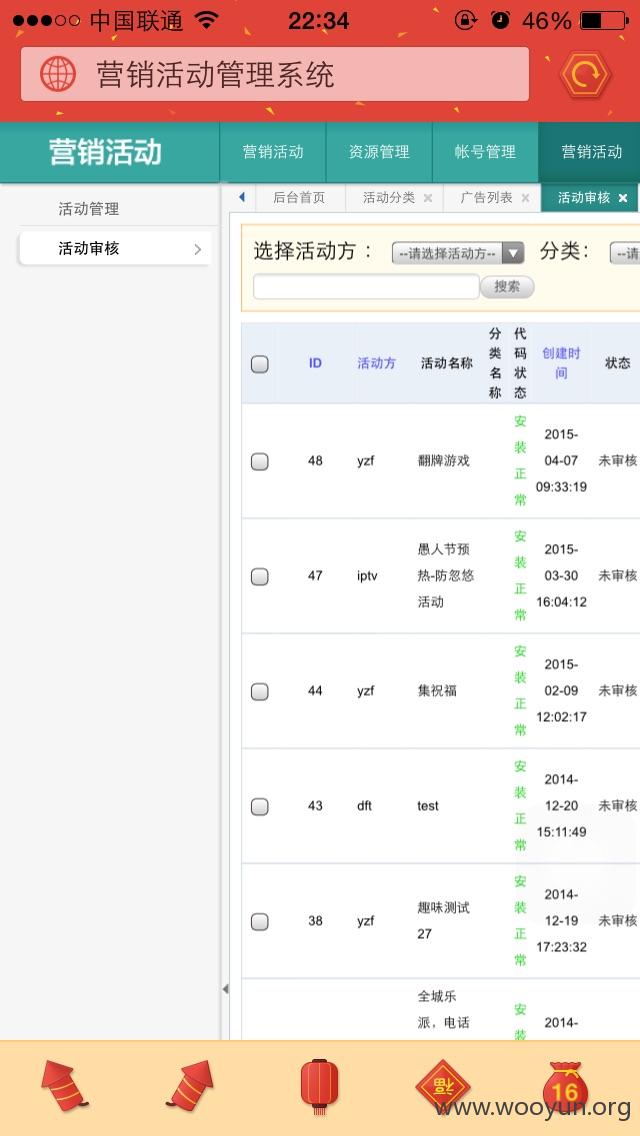 中国联通 22:34 46%
营销活动管理系统
营销活动 营销活动 资源管理 帐号管理 营销活动
后台首页 活动分类 广告列表 活动审核
活动管理
活动审核
选择活动方： --请选择活动方-- 分类： --请
搜索
ID 活动方 活动名称 分类名称 代码状态 创建时间 状态
48 yzf 翻牌游戏 安装正常 2015-04-07 09:33:19 未审核
47 iptv 愚人节预热-防忽悠活动 安装正常 2015-03-30 16:04:12 未审核
44 yzf 集祝福 安装正常 2015-02-09 12:02:17 未审核
43 dft test 安装正常 2014-12-20 15:11:49 未审核
38 yzf 趣味测试27 安装正常 2014-12-19 17:23:32 未审核
全城乐派，电话 安装 2014-
福
16
www.wooyun.org